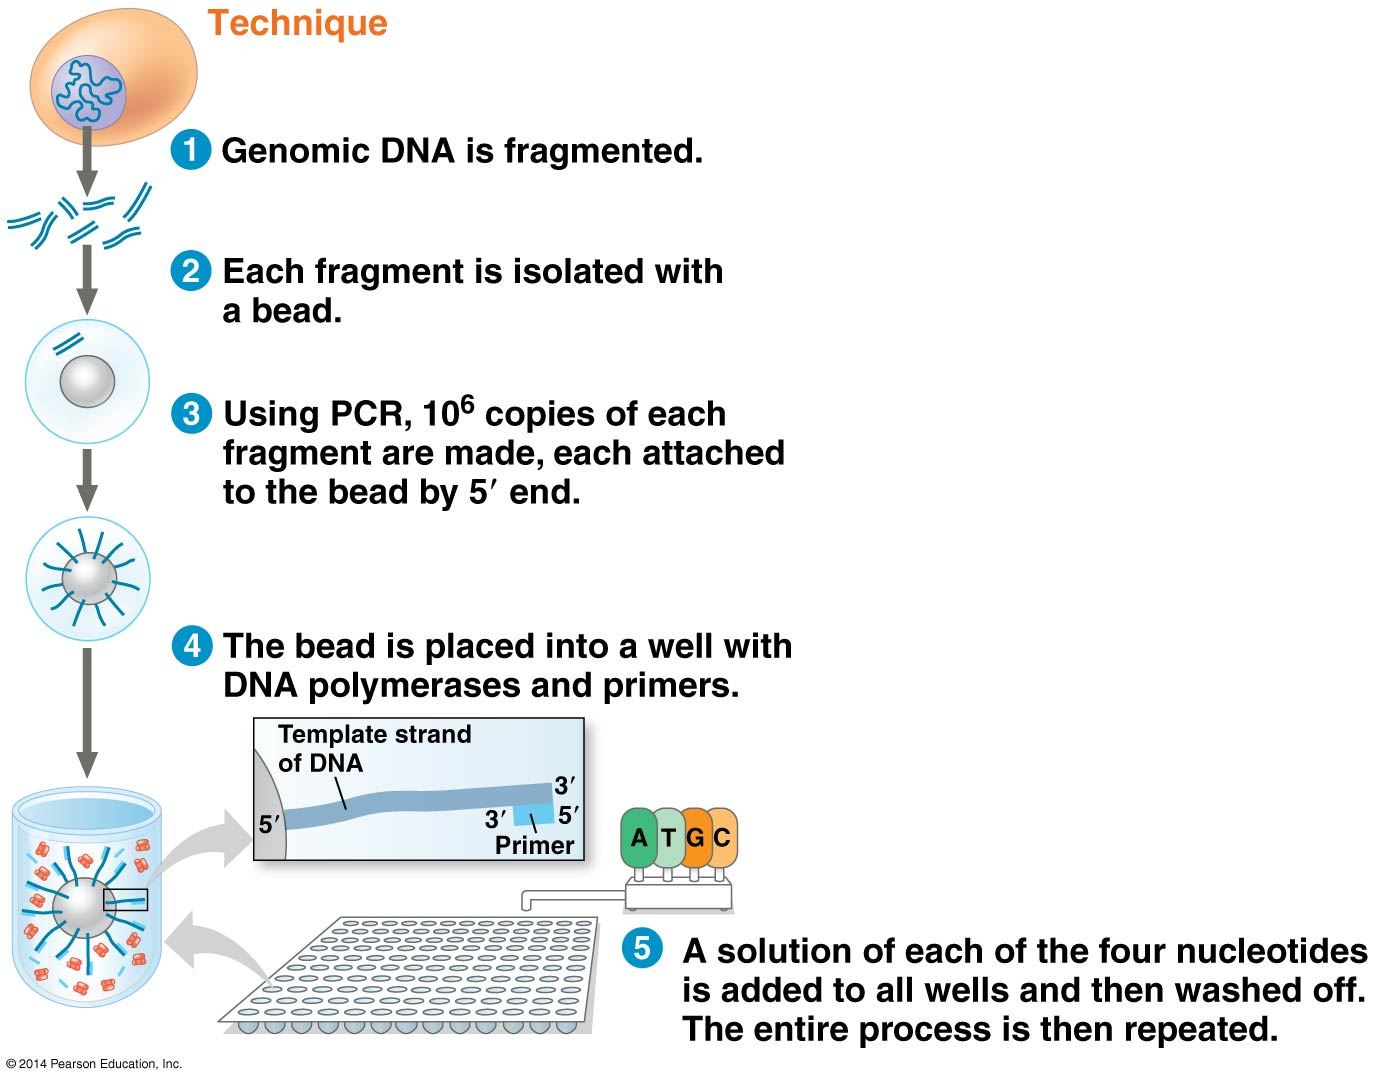 Technique
1 Genomic DNA is fragmented.
2 Each fragment is isolated with
a bead.
3 Using PCR, 10⁶ copies of each
fragment are made, each attached
to the bead by 5′ end.
4 The bead is placed into a well with
DNA polymerases and primers.
Template strand
of DNA
3′
5′
3′
5′
Primer
A T G C
5 A solution of each of the four nucleotides
is added to all wells and then washed off.
The entire process is then repeated.
© 2014 Pearson Education, Inc.